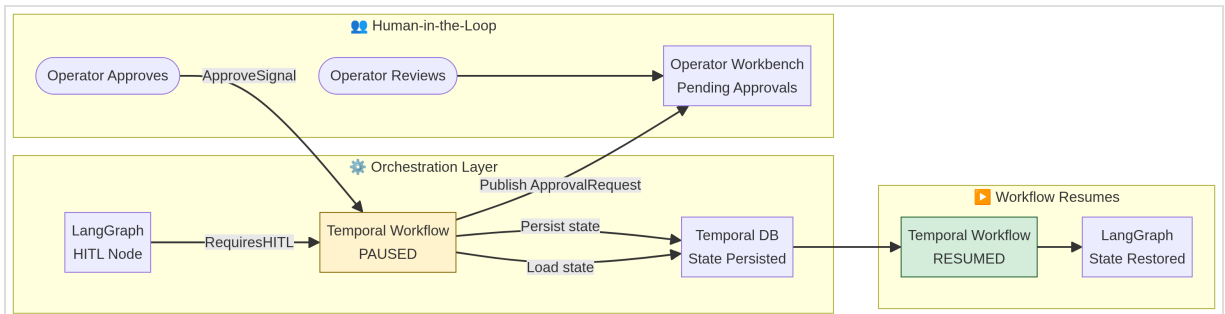 👥 Human-in-the-Loop
Operator Approves
ApproveSignal
Operator Reviews
Operator Workbench
Pending Approvals
⚙️ Orchestration Layer
Publish ApprovalRequest
LangGraph
HITL Node
RequiresHITL
Temporal Workflow
PAUSED
Persist state
Load state
Temporal DB
State Persisted
▶️ Workflow Resumes
Temporal Workflow
RESUMED
LangGraph
State Restored